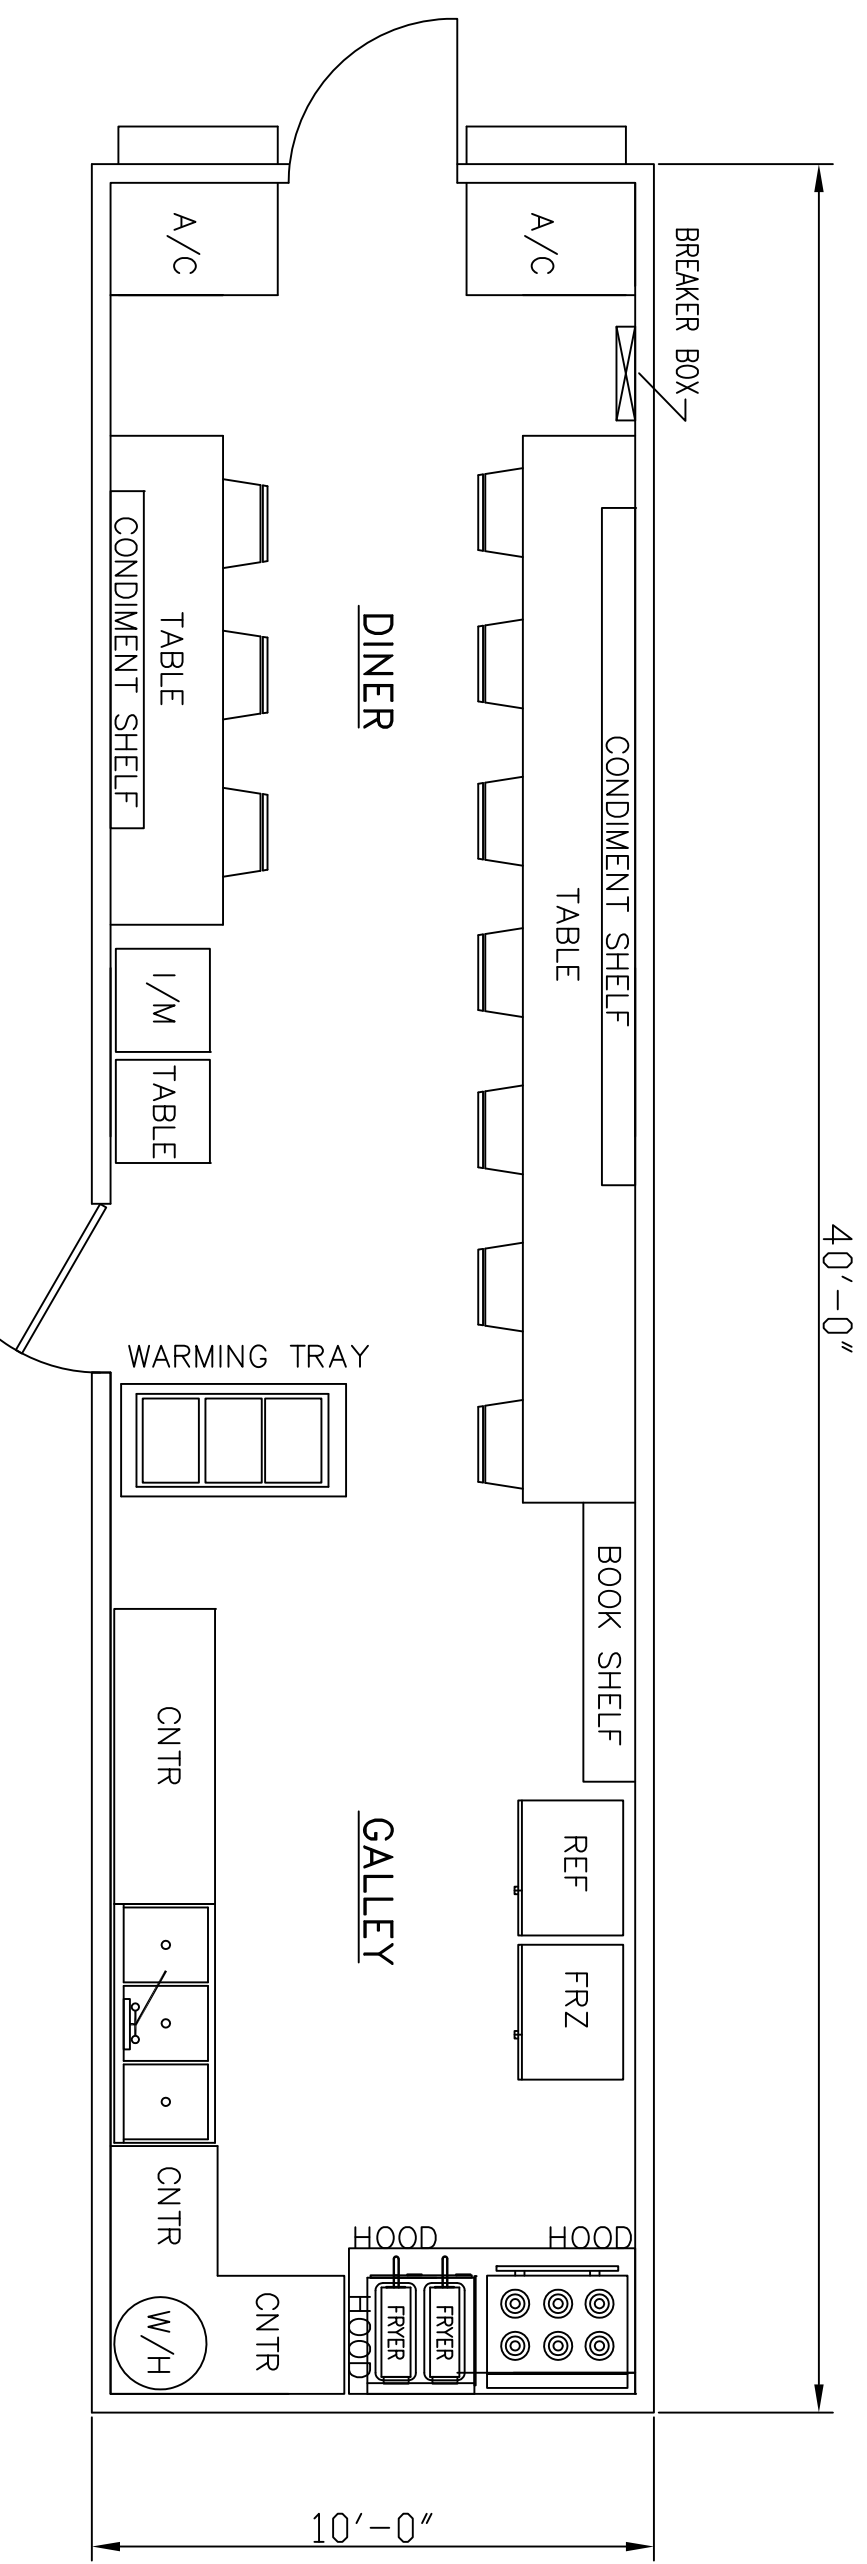 A/C
A/C
BREAKER BOX
CONDIMENT SHELF
TABLE
DINER
CONDIMENT SHELF
TABLE
I/M
TABLE
40'-0"
WARMING TRAY
BOOK SHELF
CNTR
GALLEY
REF
FRZ
CNTR
HOOD
HOOD
HOOD
FRYER
FRYER
CNTR
W/H
10'-0"